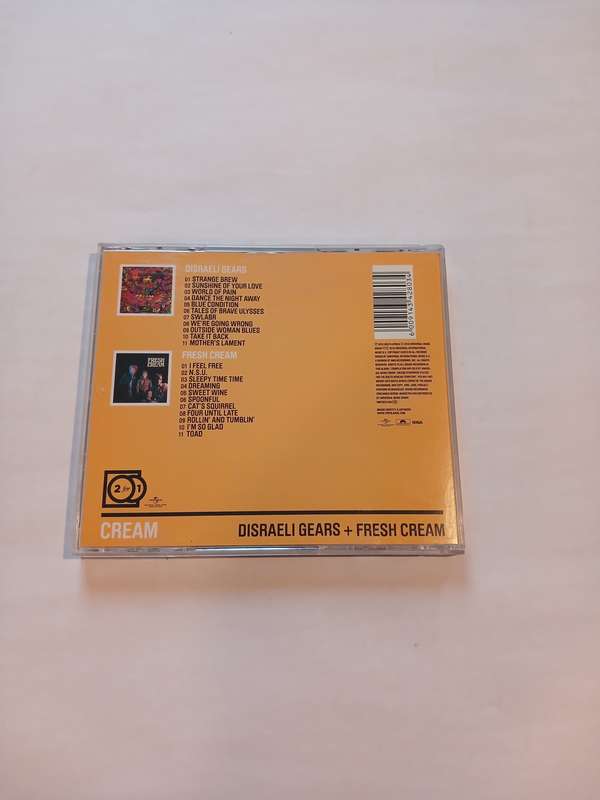 DISRAELI GEARS
01 STRANGE BREW
02 SUNSHINE OF YOUR LOVE
03 WORLD OF PAIN
04 DANCE THE NIGHT AWAY
05 BLUE CONDITION
06 TALES OF BRAVE ULYSSES
07 SWLABR
08 WE'RE GOING WRONG
09 OUTSIDE WOMAN BLUES
10 TAKE IT BACK
11 MOTHER'S LAMENT
FRESH CREAM
FRESH
CREAM
01 I FEEL FREE
02 N.S.U.
03 SLEEPY TIME TIME
04 DREAMING
05 SWEET WINE
06 SPOONFUL
07 CAT'S SQUIRREL
08 FOUR UNTIL LATE
09 ROLLIN' AND TUMBLIN'
10 I'M SO GLAD
11 TOAD
2 for 1
CREAM
DISRAELI GEARS + FRESH CREAM